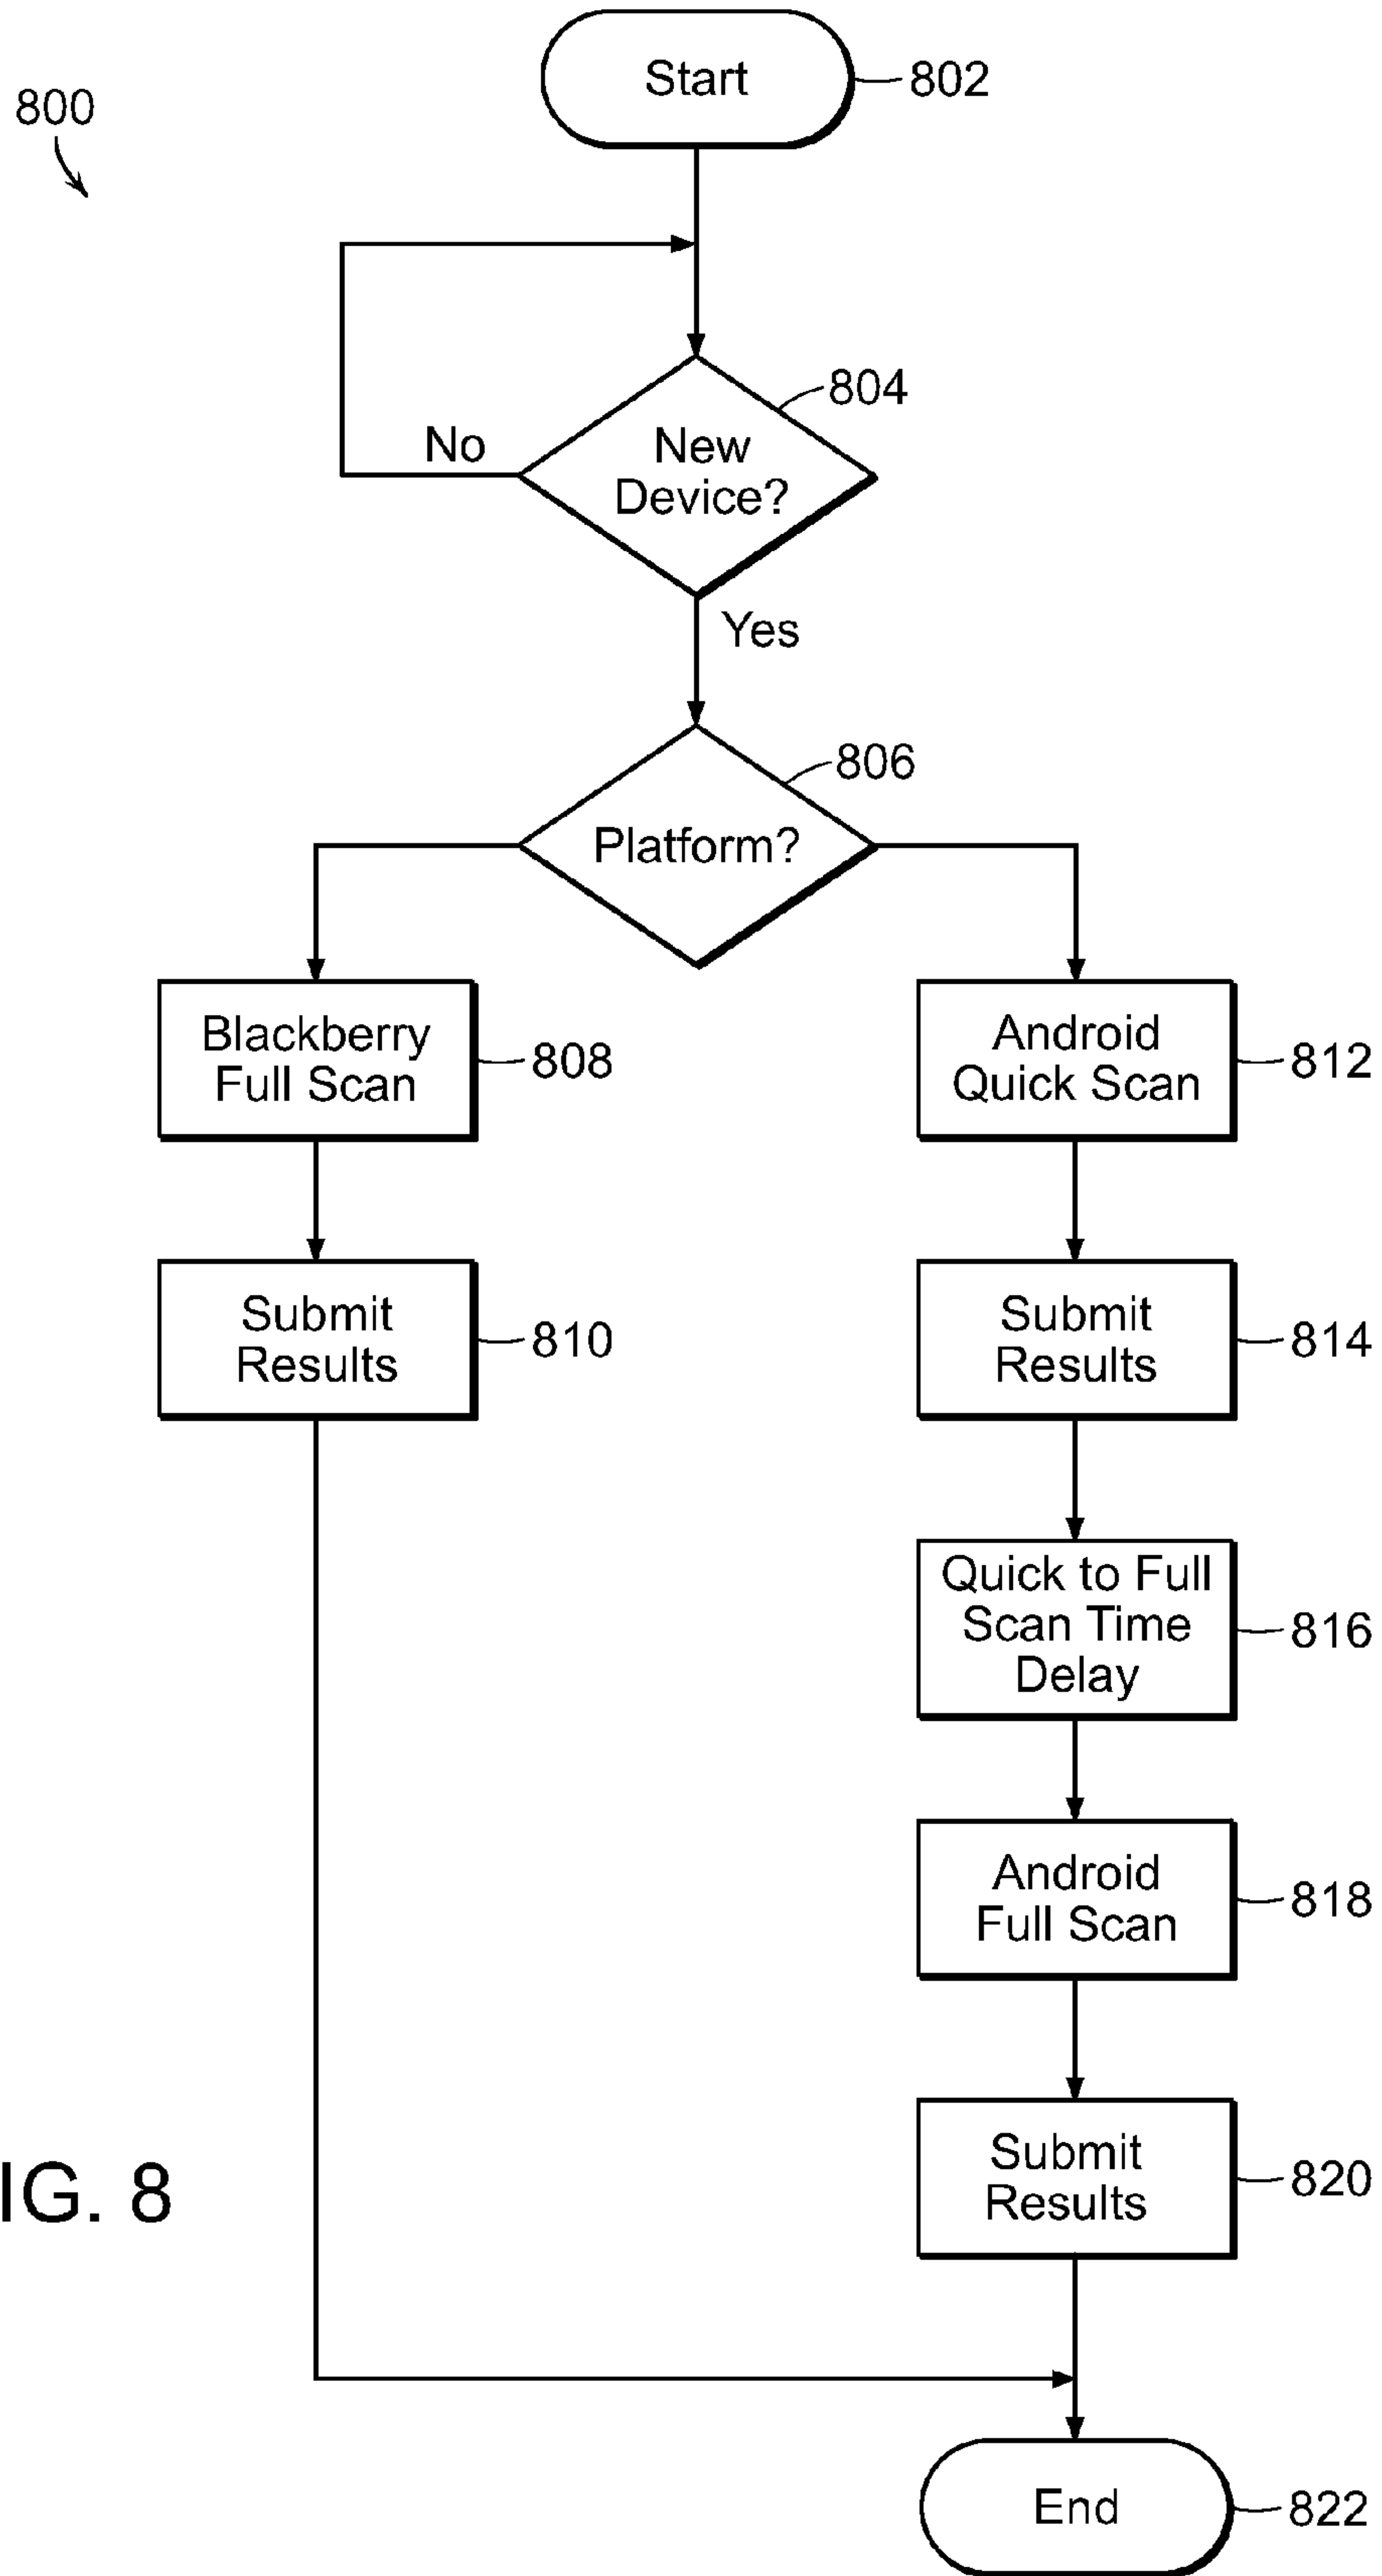 Start
802
800
804
No
New
Device?
Yes
806
Platform?
Blackberry
Full Scan
808
Android
Quick Scan
812
Submit
Results
810
Submit
Results
814
Quick to Full
Scan Time
Delay
816
Android
Full Scan
818
Submit
Results
820
IG. 8
End
822